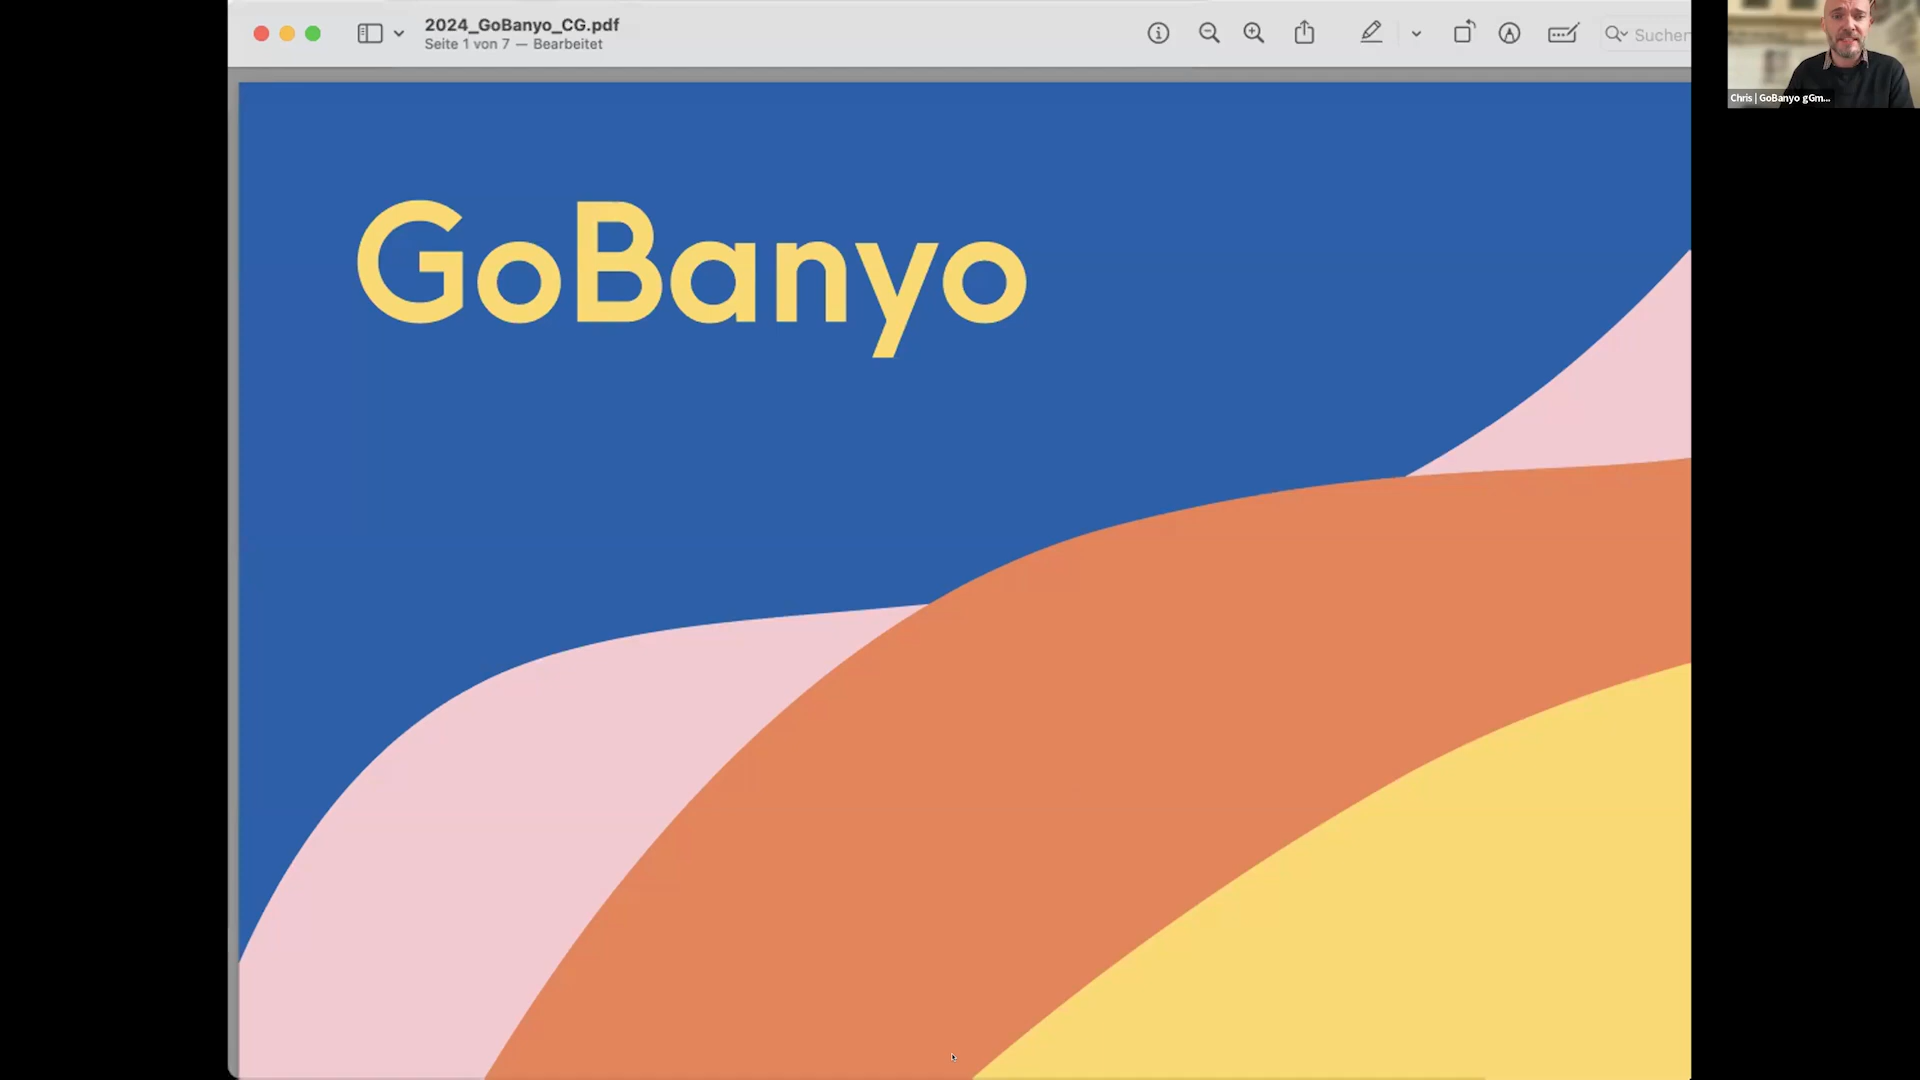 2024_GoBanyo_CG.pdf
Seite 1 von 7 — Bearbeitet
Suchen
Chris | GoBanyo gGm...
GoBanyo